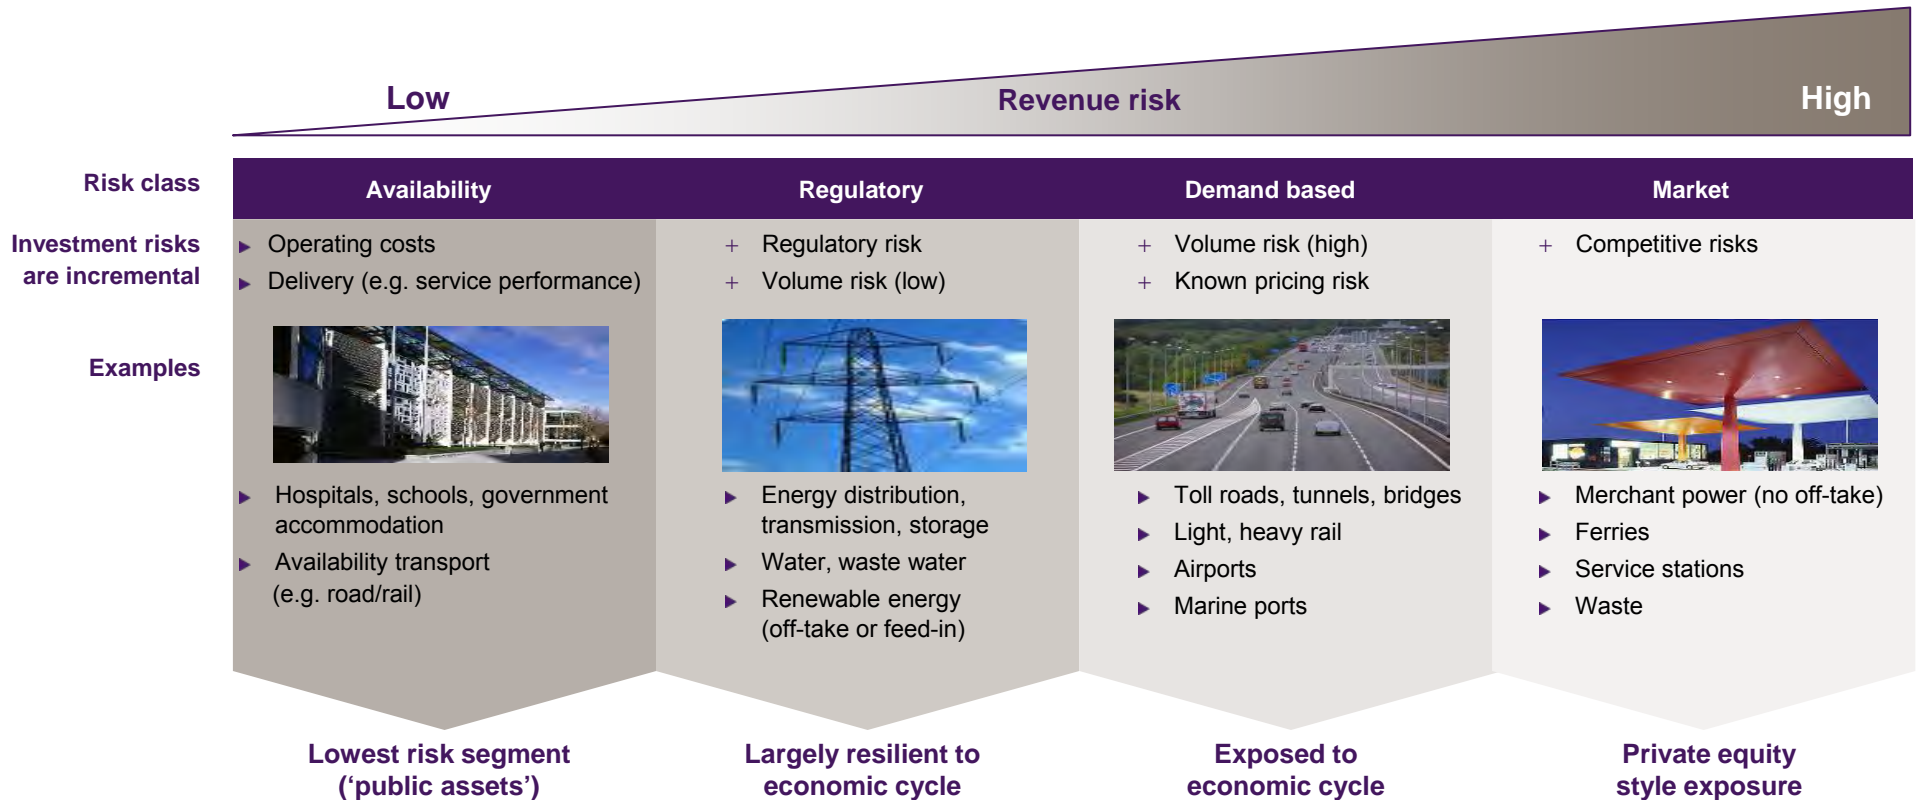 Low
Revenue risk
High
Risk class
Availability
Regulatory
Demand based
Market
Investment risks
are incremental
► Operating costs
► Delivery (e.g. service performance)
+ Regulatory risk
+ Volume risk (low)
+ Volume risk (high)
+ Known pricing risk
+ Competitive risks
Examples
► Hospitals, schools, government
accommodation
► Availability transport
(e.g. road/rail)
► Energy distribution,
transmission, storage
► Water, waste water
► Renewable energy
(off-take or feed-in)
► Toll roads, tunnels, bridges
► Light, heavy rail
► Airports
► Marine ports
► Merchant power (no off-take)
► Ferries
► Service stations
► Waste
Lowest risk segment
(‘public assets’)
Largely resilient to
economic cycle
Exposed to
economic cycle
Private equity
style exposure